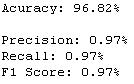 Acuracy: 96.82%
Precision: 0.97%
Recall: 0.97%
F1 Score: 0.97%